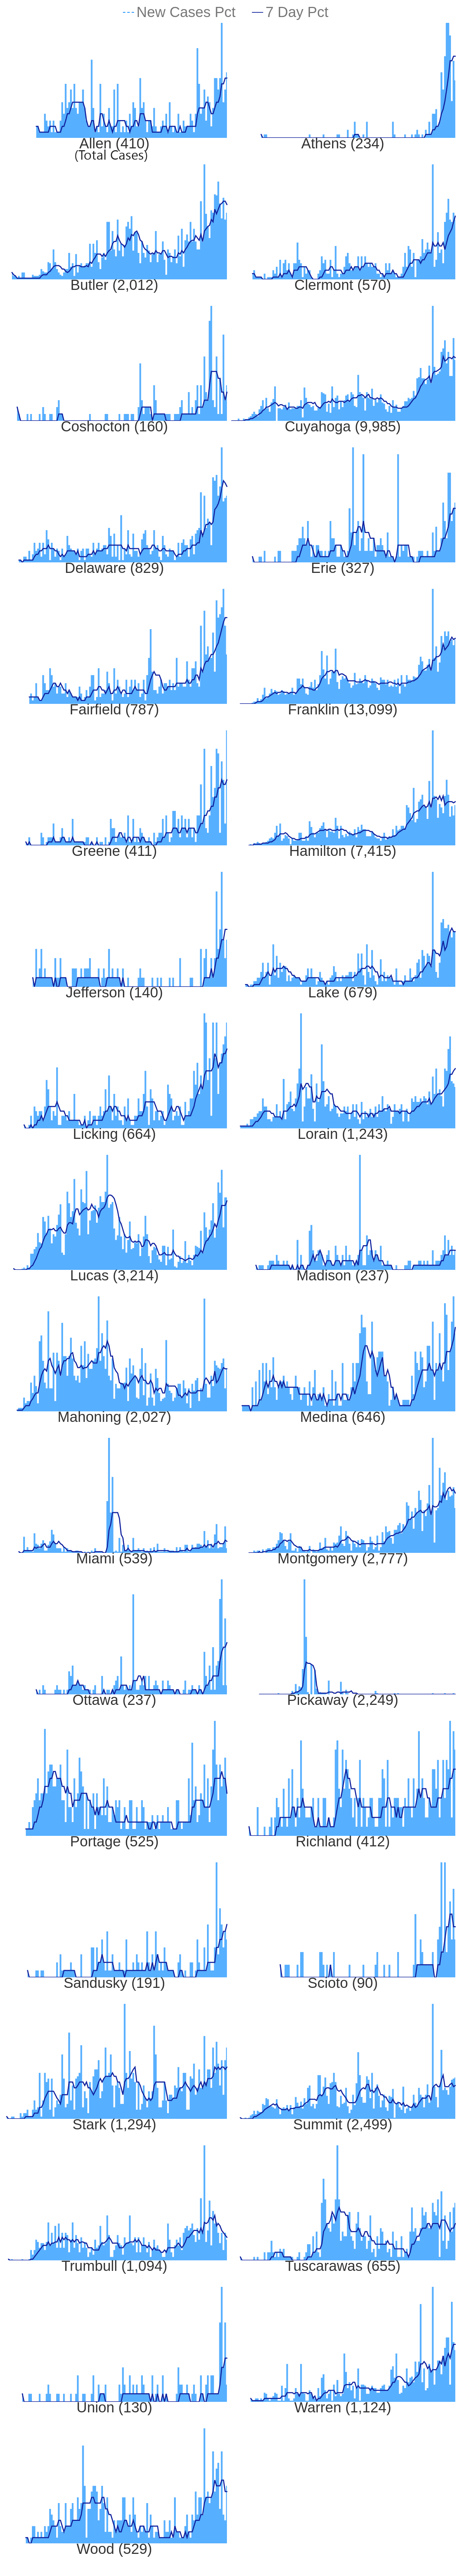 New Cases Pct 7 Day Pct
Allen (410) Athens (234)
(Total Cases)
Butler (2,012) Clermont (570)
Coshocton (160) Cuyahoga (9,985)
Delaware (829) Erie (327)
Fairfield (787) Franklin (13,099)
Greene (411) Hamilton (7,415)
Jefferson (140) Lake (679)
Licking (664) Lorain (1,243)
Lucas (3,214) Madison (237)
Mahoning (2,027) Medina (646)
Miami (539) Montgomery (2,777)
Ottawa (237) Pickaway (2,249)
Portage (525) Richland (412)
Sandusky (191) Scioto (90)
Stark (1,294) Summit (2,499)
Trumbull (1,094) Tuscarawas (655)
Union (130) Warren (1,124)
Wood (529)